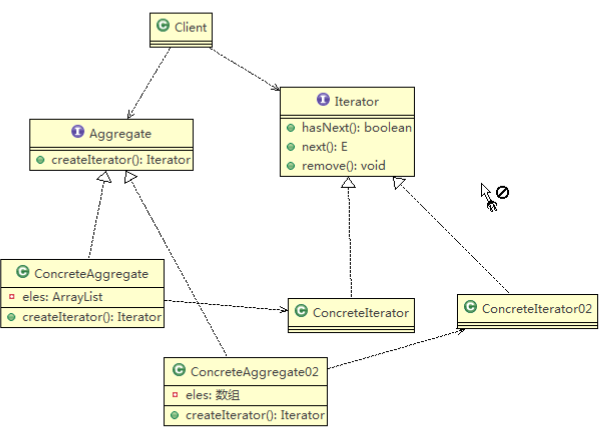 Client
Iterator
hasNext(): boolean
next(): E
remove(): void
Aggregate
createIterator(): Iterator
ConcreteAggregate
eles: ArrayList
createIterator(): Iterator
ConcreteIterator
ConcreteIterator02
ConcreteAggregate02
eles: 数组
createIterator(): Iterator